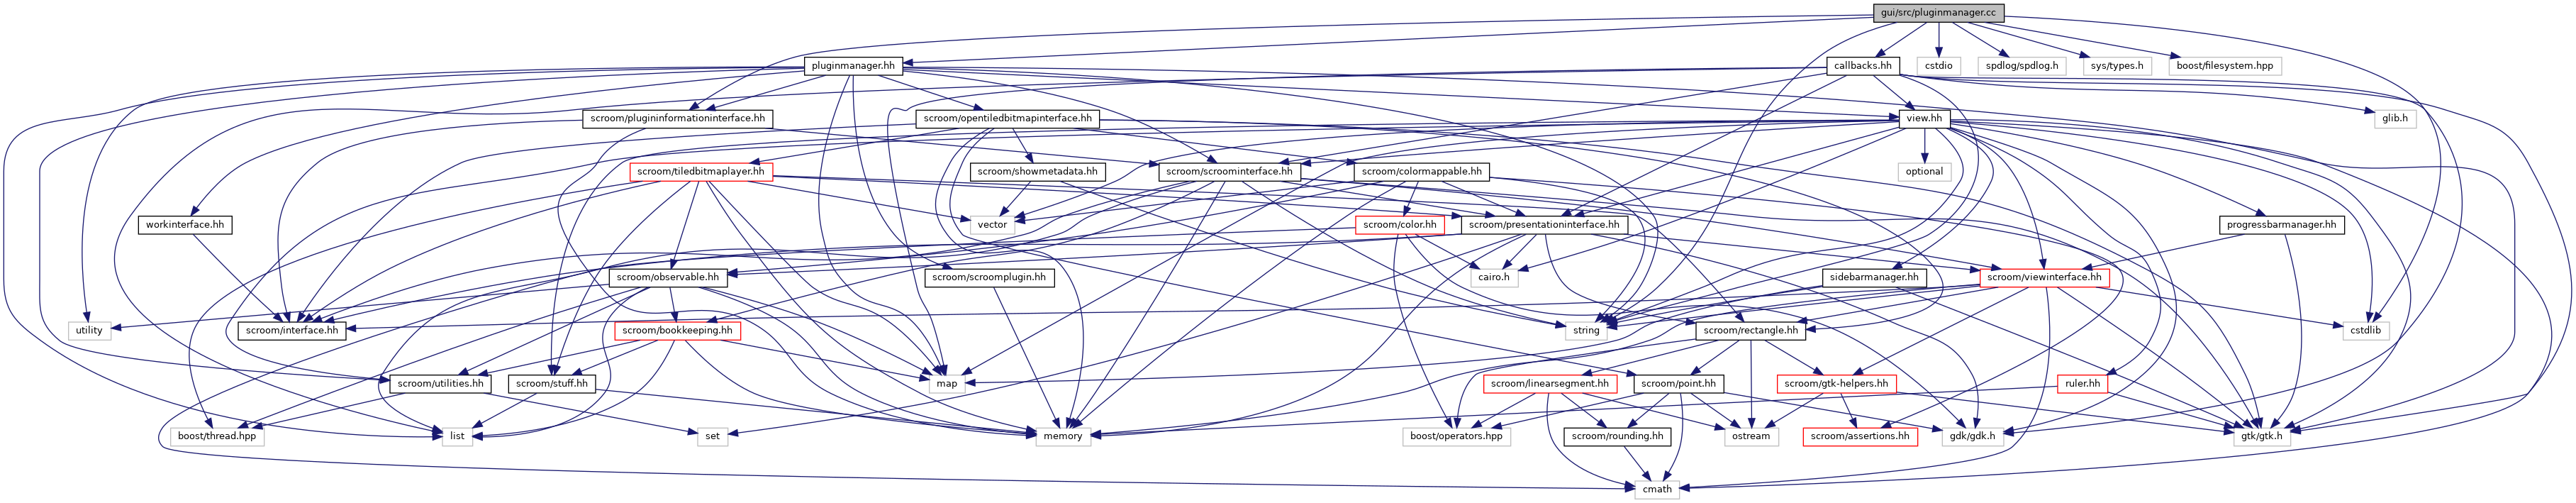 gui/src/pluginmanager.cc
pluginmanager.hh
callbacks.hh
cstdio
spdlog/spdlog.h
sys/types.h
boost/filesystem.hpp
scroom/plugininformationinterface.hh
scroom/opentiledbitmapinterface.hh
view.hh
glib.h
scroom/tiledbitmaplayer.hh
scroom/showmetadata.hh
scroom/scroominterface.hh
scroom/colormappable.hh
optional
workinterface.hh
vector
scroom/color.hh
scroom/presentationinterface.hh
progressbarmanager.hh
scroom/observable.hh
scroom/scroomplugin.hh
cairo.h
sidebarmanager.hh
scroom/viewinterface.hh
utility
scroom/interface.hh
scroom/bookkeeping.hh
string
scroom/rectangle.hh
cstdlib
scroom/utilities.hh
scroom/stuff.hh
map
scroom/linearsegment.hh
scroom/point.hh
scroom/gtk-helpers.hh
ruler.hh
boost/thread.hpp
list
set
memory
boost/operators.hpp
scroom/rounding.hh
ostream
scroom/assertions.hh
gdk/gdk.h
gtk/gtk.h
cmath